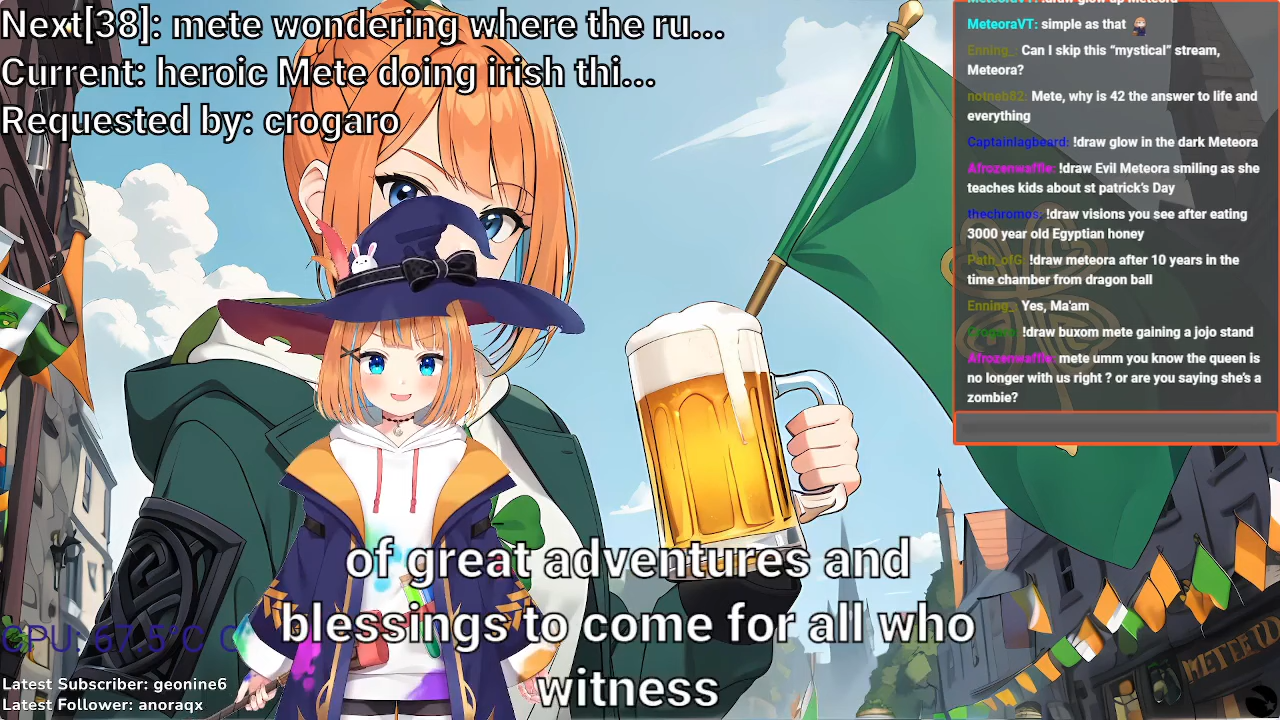 Next[38]: mete wondering where the ru...
Current: heroic Mete doing irish thi...
Requested by: crogaro
MeteoraVT: simple as that
Enning_: Can I skip this “mystical” stream,
Meteora?
notneb82: Mete, why is 42 the answer to life and
everything
Captainlagbeard: !draw glow in the dark Meteora
Afrozenwaffle: !draw Evil Meteora smiling as she
teaches kids about st patrick's Day
thechromos: !draw visions you see after eating
3000 year old Egyptian honey
Path_ofG: !draw meteora after 10 years in the
time chamber from dragon ball
Enning_: Yes, Ma'am
!draw buxom mete gaining a jojo stand
Afrozenwaffle: mete umm you know the queen is
no longer with us right ? or are you saying she's a
zombie?
of great adventures and
blessings to come for all who
witness
CPU: 67.5°C
Latest Subscriber: geonine6
Latest Follower: anoraqx